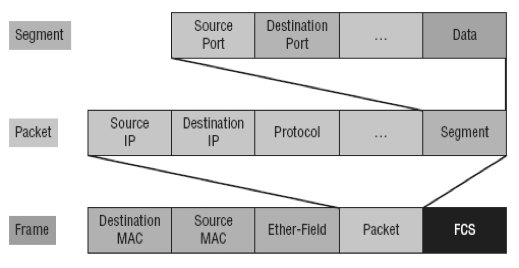 Segment
Source
Port
Destination
Port
...
Data
Packet
Source
IP
Destination
IP
Protocol
...
Segment
Frame
Destination
MAC
Source
MAC
Ether-Field
Packet
FCS